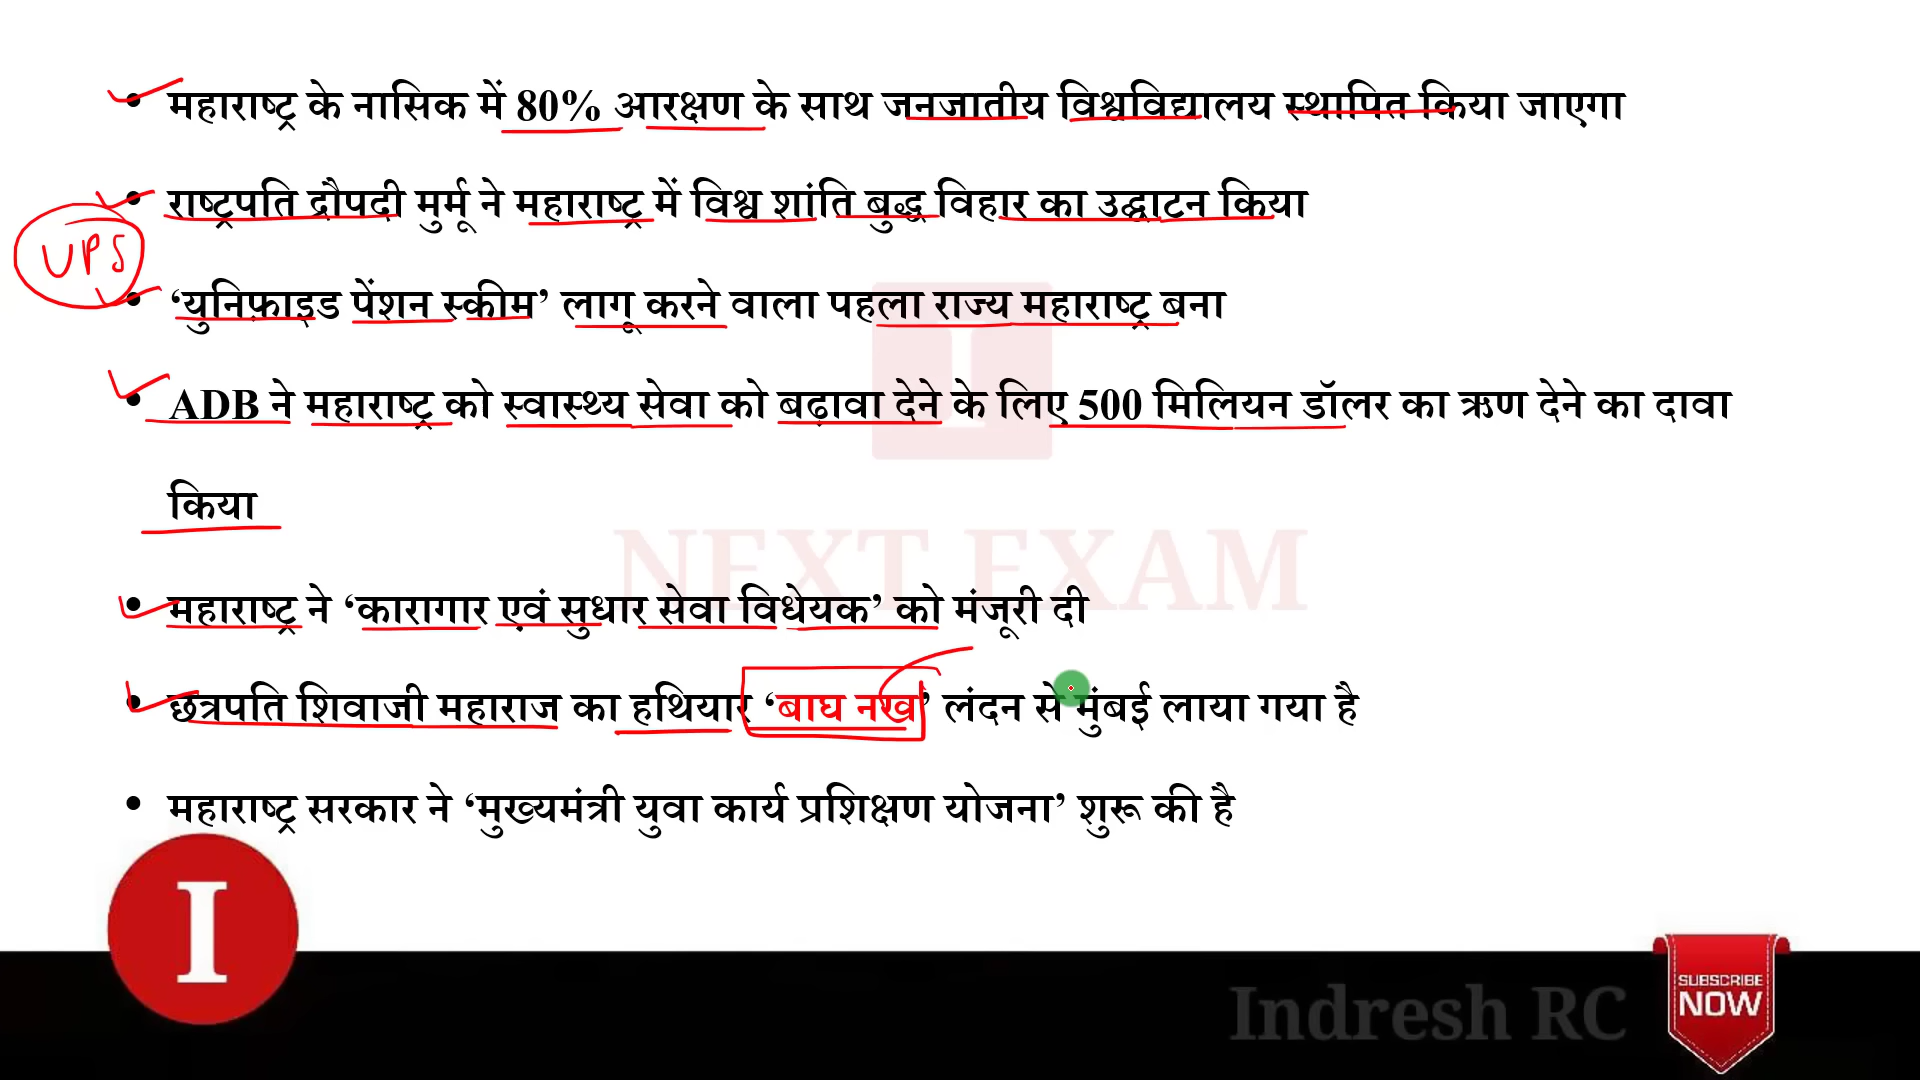 • महाराष्ट्र के नासिक में 80% आरक्षण के साथ जनजातीय विश्वविद्यालय स्थापित किया जाएगा
• राष्ट्रपति द्रौपदी मुर्मू ने महाराष्ट्र में विश्व शांति बुद्ध विहार का उद्घाटन किया
UPS
• ‘युनिफ़ाइड पेंशन स्कीम’ लागू करने वाला पहला राज्य महाराष्ट्र बना
• ADB ने महाराष्ट्र को स्वास्थ्य सेवा को बढ़ावा देने के लिए 500 मिलियन डॉलर का ऋण देने का दावा
किया
NEXT EXAM
• महाराष्ट्र ने ‘कारागार एवं सुधार सेवा विधेयक’ को मंजूरी दी
• छत्रपति शिवाजी महाराज का हथियार ‘बाघ नख’ लंदन से मुंबई लाया गया है
• महाराष्ट्र सरकार ने ‘मुख्यमंत्री युवा कार्य प्रशिक्षण योजना’ शुरू की है
I
Indresh RC
SUBSCRIBE
NOW